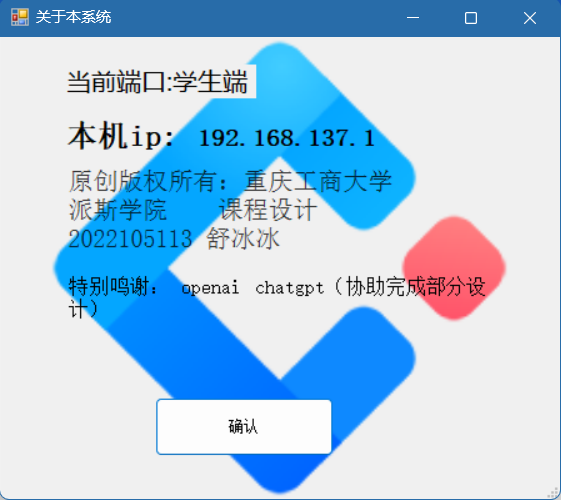 关于本系统
当前端口:学生端
本机ip: 192.168.137.1
原创版权所有：重庆工商大学
派斯学院 课程设计
2022105113 舒冰冰
特别鸣谢： openai chatgpt（协助完成部分设
计）
确认